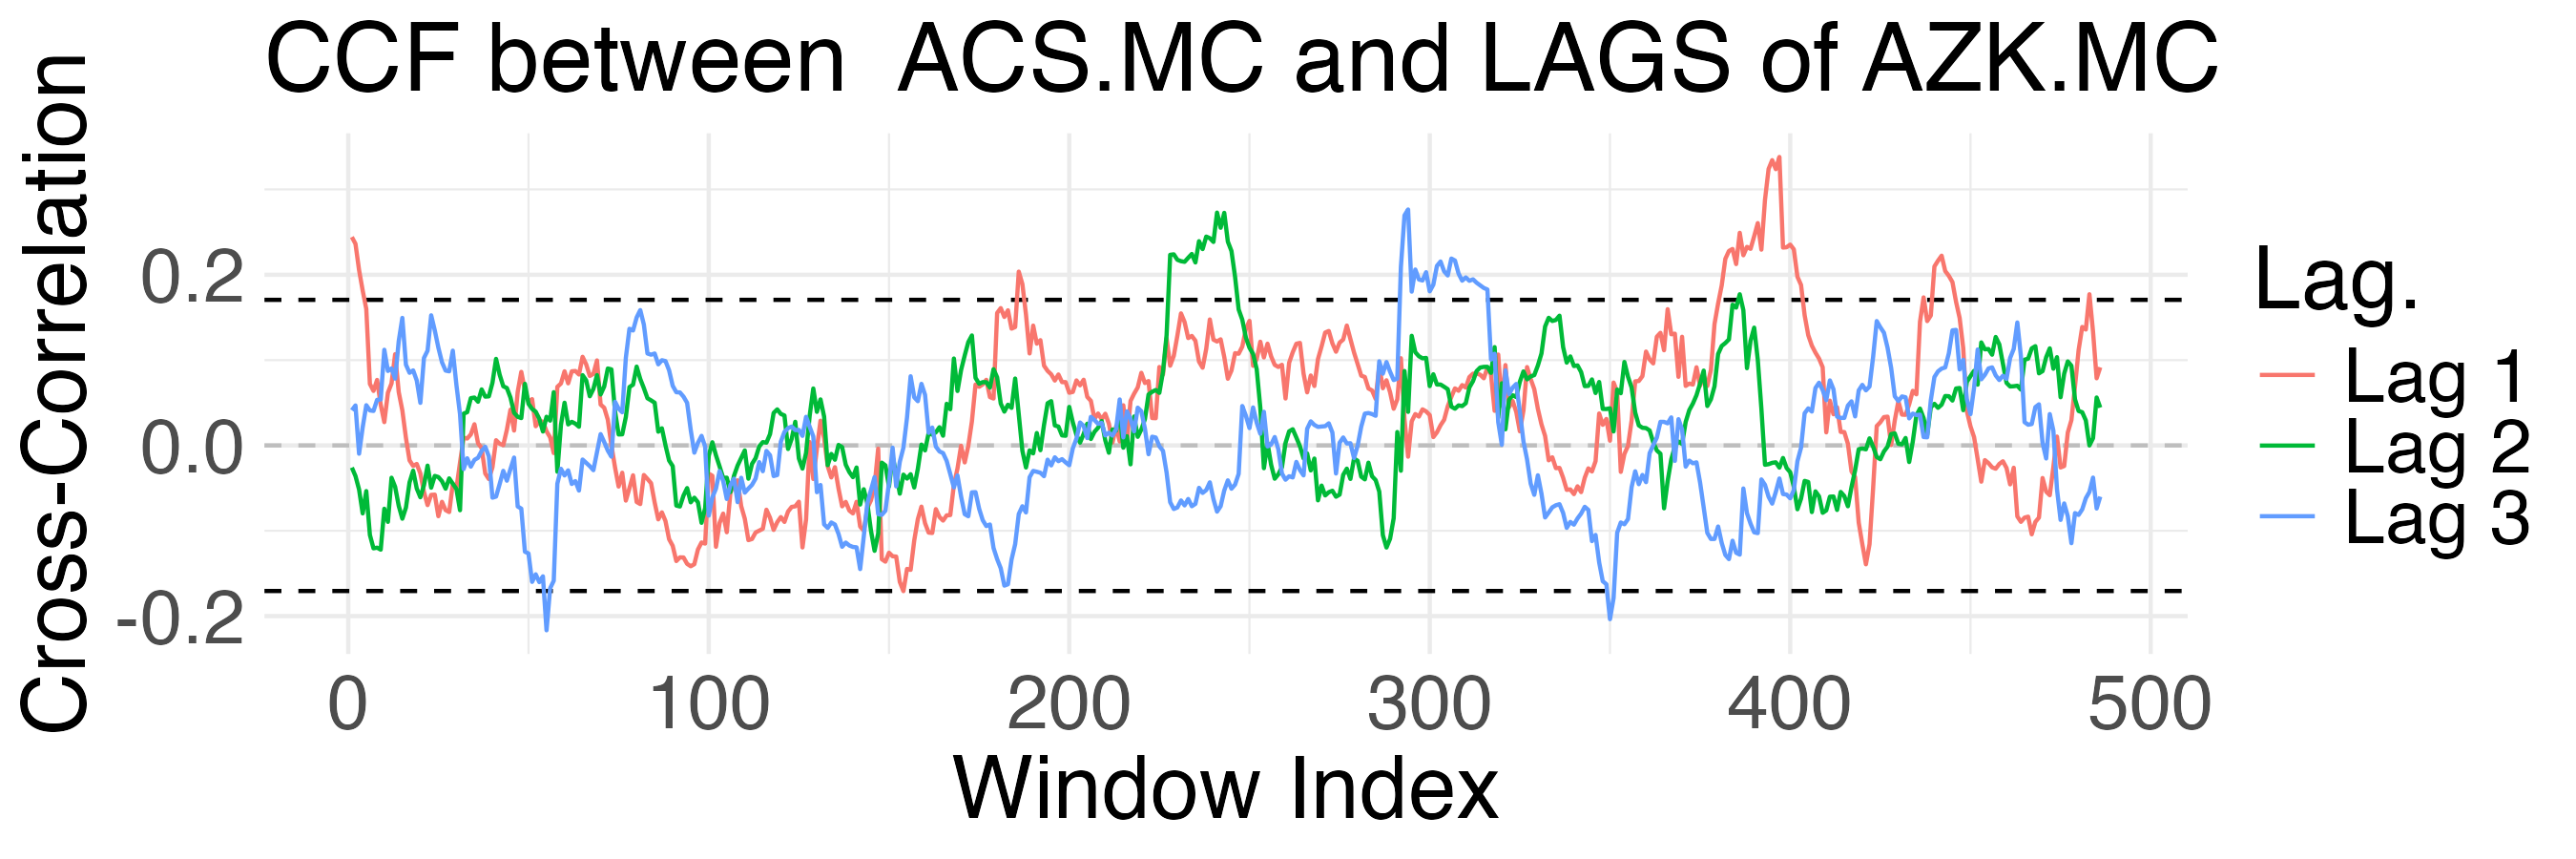 CCF between  ACS.MC and LAGS of AZK.MC
Cross-Correlation
0.2
0.0
-0.2
0 100 200 300 400 500
Window Index
Lag.
Lag 1
Lag 2
Lag 3